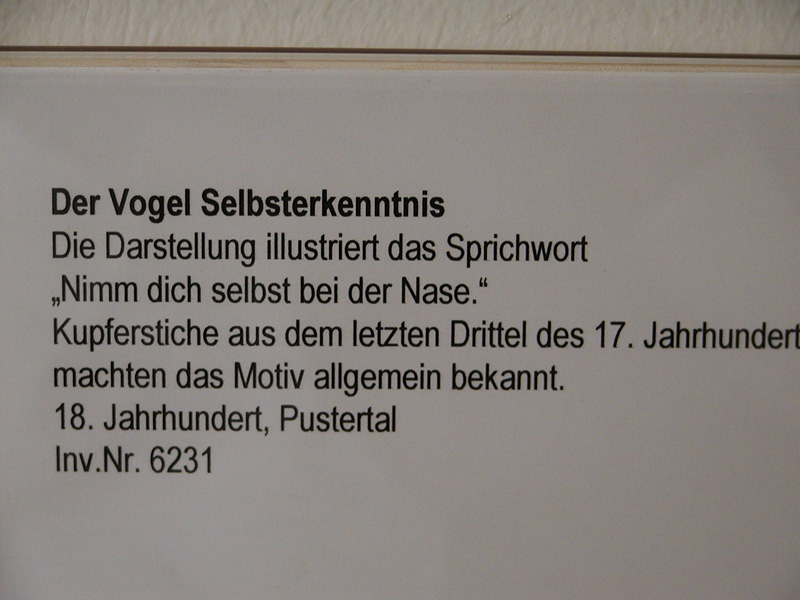 Der Vogel Selbsterkenntnis
Die Darstellung illustriert das Sprichwort
„Nimm dich selbst bei der Nase.“
Kupferstiche aus dem letzten Drittel des 17. Jahrhundert
machten das Motiv allgemein bekannt.
18. Jahrhundert, Pustertal
Inv.Nr. 6231